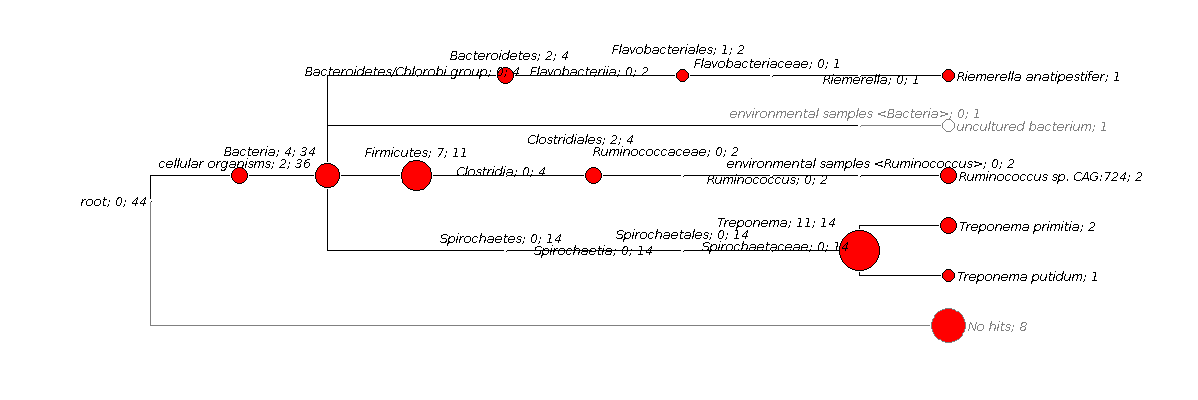 Flavobacteriales; 1; 2
Bacteroidetes; 2; 4
Flavobacteriaceae; 0; 1
Bacteroidetes/Chlorobi group; 0; 4
Flavobacteriia; 0; 2
Riemerella; 0; 1
Riemerella anatipestifer; 1
environmental samples <Bacteria>; 0; 1
uncultured bacterium; 1
Clostridiales; 2; 4
Bacteria; 4; 34
Firmicutes; 7; 11
Ruminococcaceae; 0; 2
cellular organisms; 2; 36
environmental samples <Ruminococcus>; 0; 2
Clostridia; 0; 4
Ruminococcus; 0; 2
Ruminococcus sp. CAG:724; 2
root; 0; 44
Treponema; 11; 14
Treponema primitia; 2
Spirochaetes; 0; 14
Spirochaetales; 0; 14
Spirochaetia; 0; 14
Spirochaetaceae; 0; 14
Treponema putidum; 1
No hits; 8